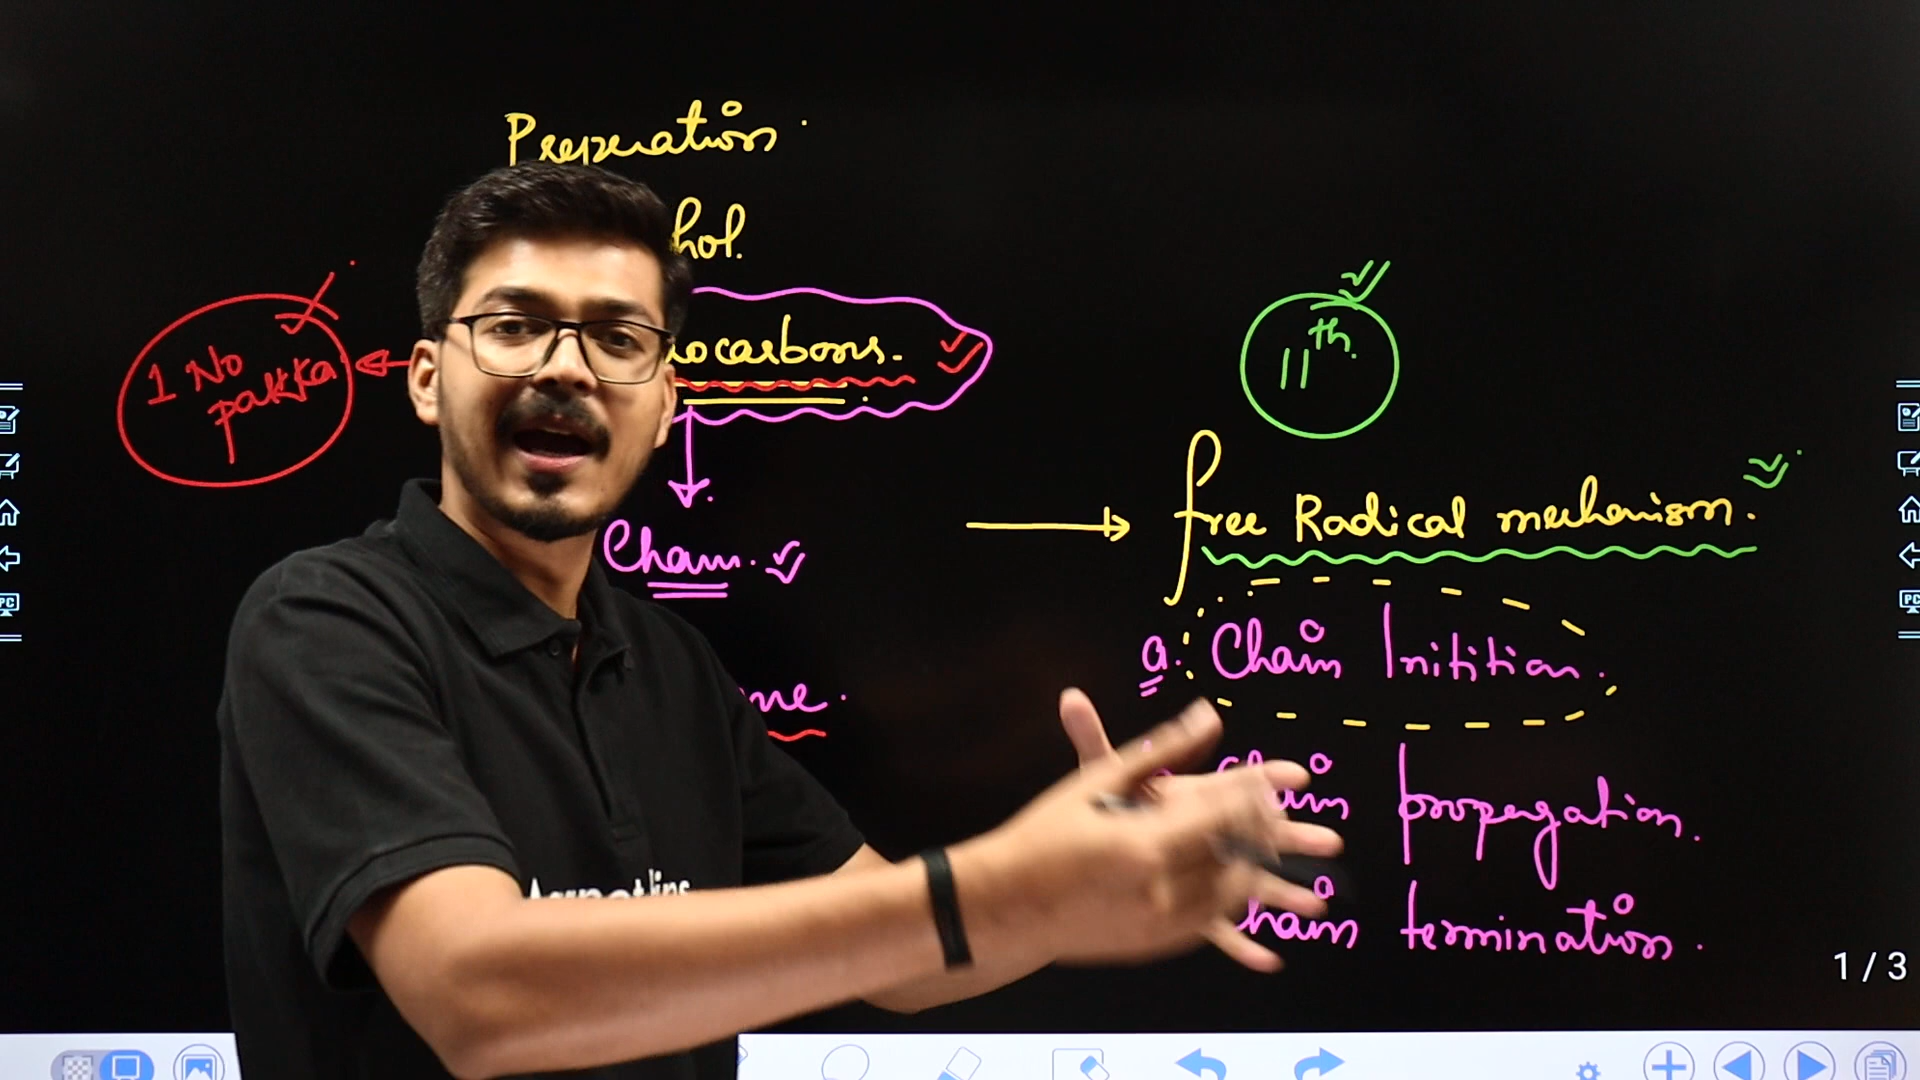 Preparation
hol.
ocarbons.
1 No
pakka
11th.
free Radical mechanism.
Chain.
a. Chain Initition.
ne.
Chain propagation.
hain termination.
1 / 3